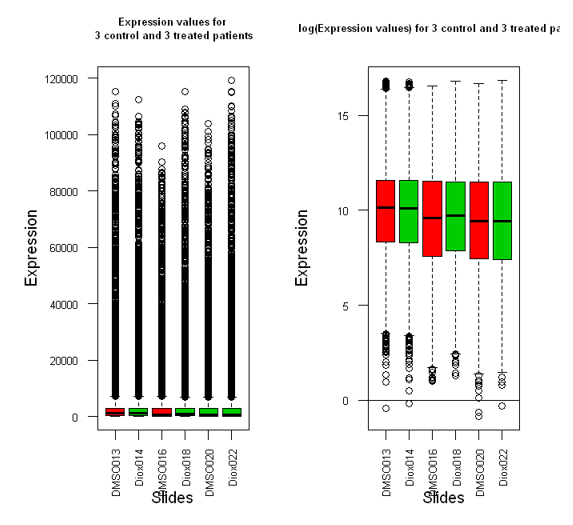 Expression values for
3 control and 3 treated patients
120000
100000
80000
60000
40000
20000
0
Expression
DMSO013
Diox014
DMSO016
Diox018
DMSO020
Diox022
Slides
log(Expression values) for 3 control and 3 treated pa
15
10
5
0
Expression
DMSO013
Diox014
DMSO016
Diox018
DMSO020
Diox022
Slides